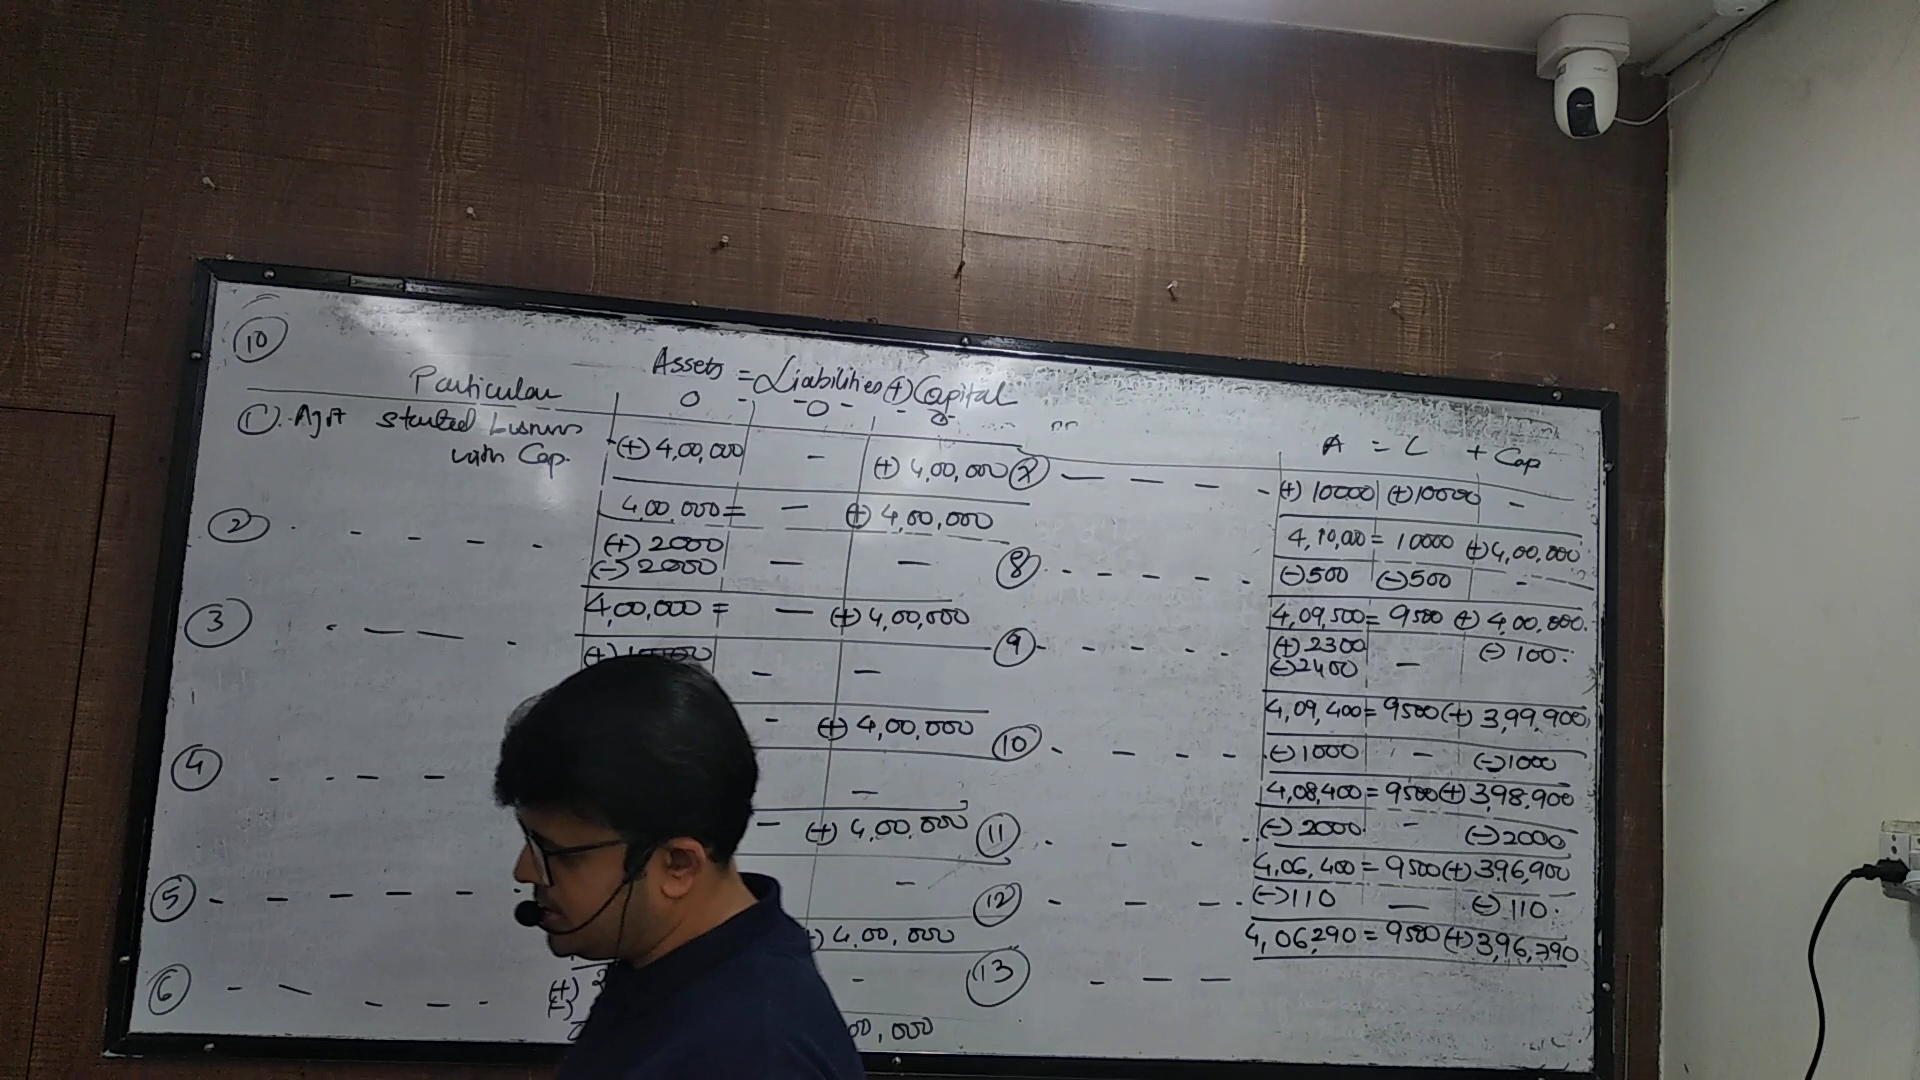 10
Assets = Liabilities (+) Capital
Particular 0 - 0 - 0
1. Ajit started business (+) 4,00,000 - (+) 4,00,000
with Cap.
4,00,000 = - (+) 4,00,000
2 - - - - (+) 2000
(-) 2000 - -
4,00,000 = - (+) 4,00,000
3 - - - -
- -
- (+) 4,00,000
4 - - - -
-
- (+) 4,00,000
5 - - - - - -
-
4,00,000
6 - - - - - (+) 2
(-)
00,000
A = L + Cap
7 - - - - - (+) 10000 (+) 10000 -
4,10,000 = 10000 (+) 4,00,000
8 - - - - - (-) 500 (-) 500 -
4,09,500 = 9500 (+) 4,00,000.
9 - - - - - (+) 2300 (-) 100.
(-) 2400 -
4,09,400 = 9500 (+) 3,99,900
10 - - - - (-) 1000 - (-) 1000
4,08,400 = 9500 (+) 3,98,900
11 - - - - (-) 2000 - (-) 2000
4,06,400 = 9500 (+) 3,96,900
12 - - - (-) 110 - (-) 110.
4,06,290 = 9500 (+) 3,96,790
13 - - -